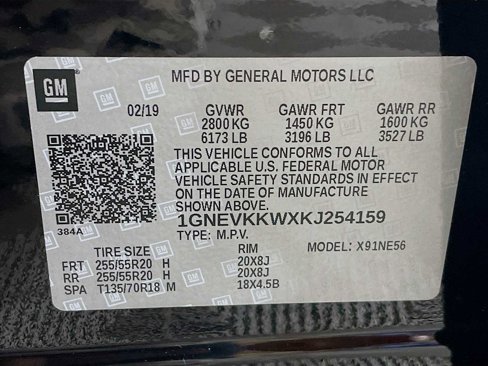 GM
MFD BY GENERAL MOTORS LLC
02/19 GVWR GAWR FRT GAWR RR
2800 KG 1450 KG 1600 KG
6173 LB 3196 LB 3527 LB
THIS VEHICLE CONFORMS TO ALL
APPLICABLE U.S. FEDERAL MOTOR
VEHICLE SAFETY STANDARDS IN EFFECT
ON THE DATE OF MANUFACTURE
SHOWN ABOVE.
384A
1GNEVKKWXKJ254159
TYPE: M.P.V.
TIRE SIZE RIM MODEL: X91NE56
FRT 255/55R20 H 20X8J
RR 255/55R20 H 20X8J
SPA T135/70R18 M 18X4.5B